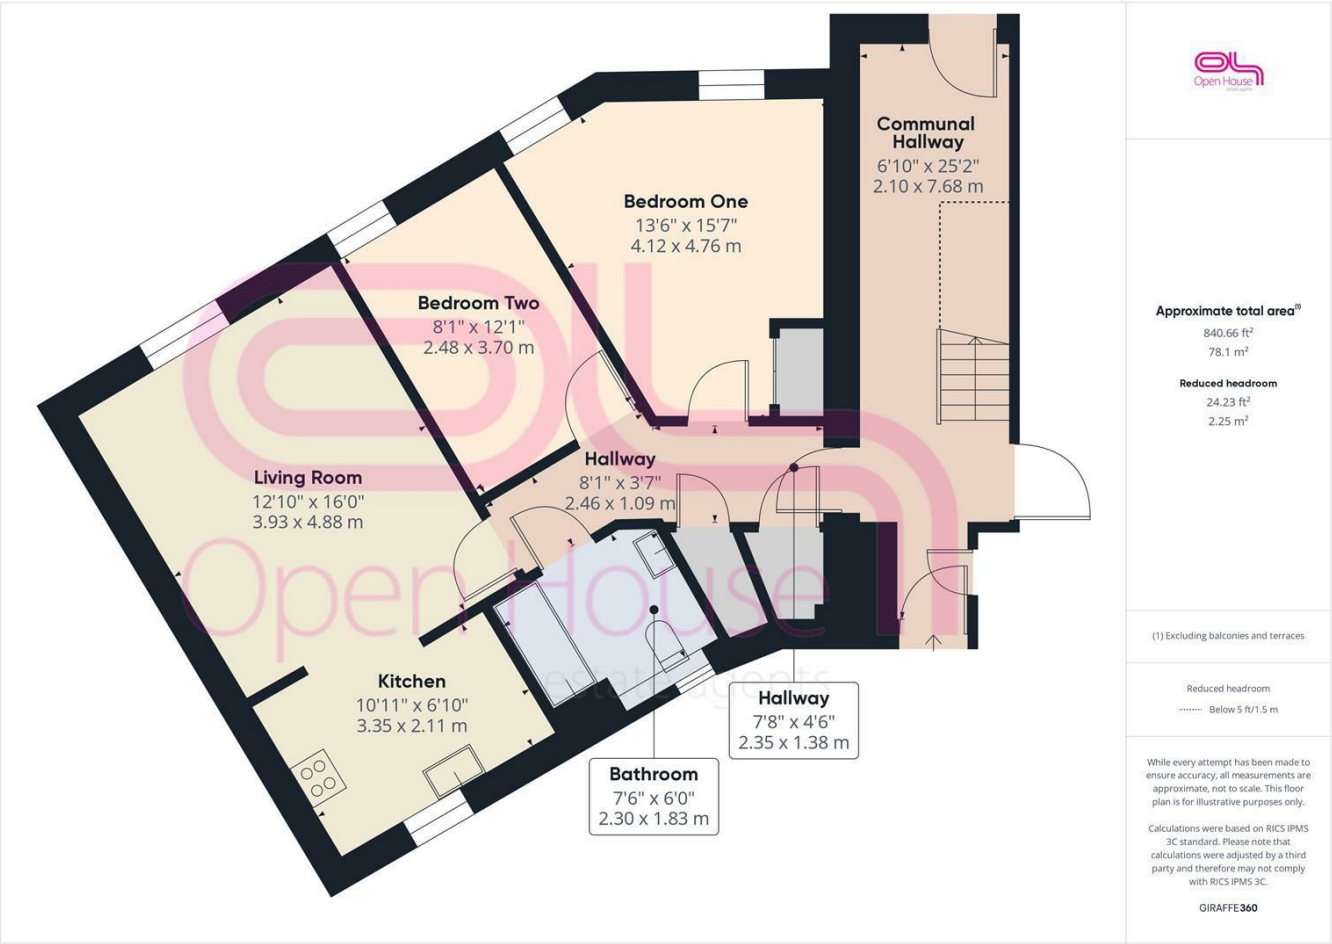 Communal
Hallway
6'10" x 25'2"
2.10 x 7.68 m
Bedroom One
13'6" x 15'7"
4.12 x 4.76 m
Bedroom Two
8'1" x 12'1"
2.48 x 3.70 m
Living Room
12'10" x 16'0"
3.93 x 4.88 m
Hallway
8'1" x 3'7"
2.46 x 1.09 m
Kitchen
10'11" x 6'10"
3.35 x 2.11 m
Hallway
7'8" x 4'6"
2.35 x 1.38 m
Bathroom
7'6" x 6'0"
2.30 x 1.83 m
Open House
estate agents
Open House
estate agents
Approximate total area(1)
840.66 ft²
78.1 m²
Reduced headroom
24.23 ft²
2.25 m²
(1) Excluding balconies and terraces
Reduced headroom
Below 5 ft/1.5 m
While every attempt has been made to
ensure accuracy, all measurements are
approximate, not to scale. This floor
plan is for illustrative purposes only.
Calculations were based on RICS IPMS
3C standard. Please note that
calculations were adjusted by a third
party and therefore may not comply
with RICS IPMS 3C.
GIRAFFE360